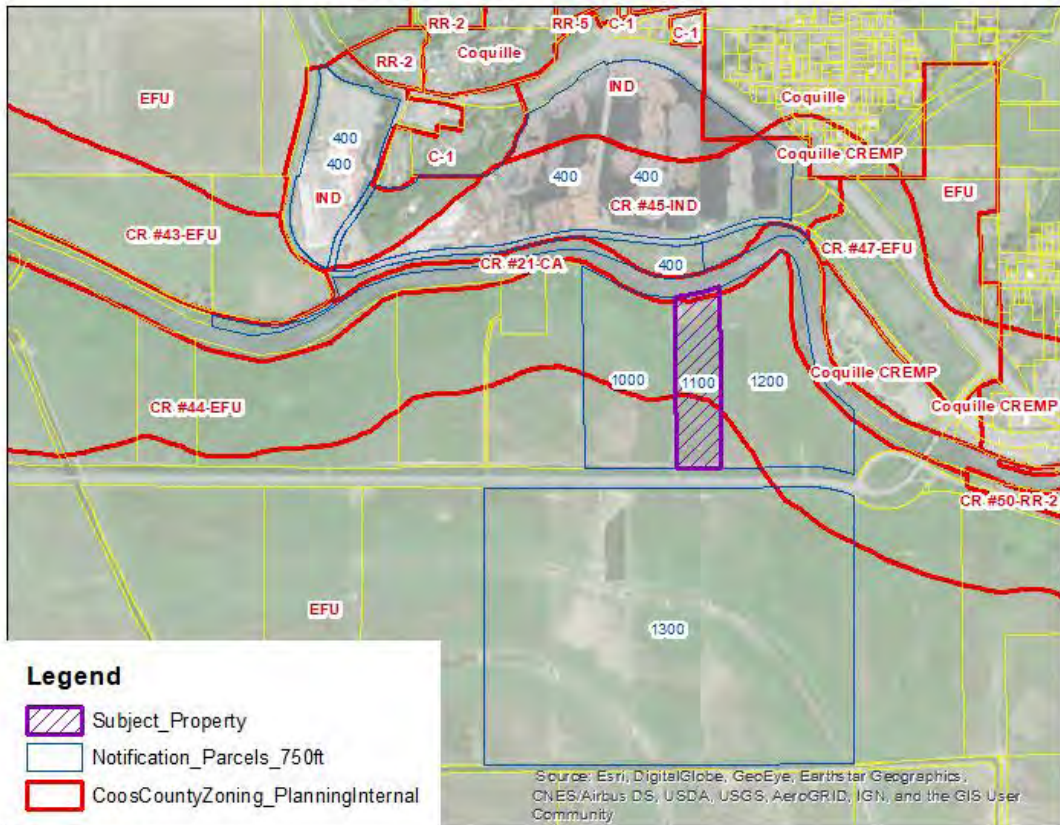 RR-2
RR-5
C-1
C-1
RR-2
Coquille
EFU
IND
Coquille
400
400
C-1
Coquille CREMP
IND
400
400
EFU
CR #45-IND
CR #43-EFU
CR #47-EFU
CR #21-CA
400
Coquille CREMP
1000
1100
1200
CR #44-EFU
Coquille CREMP
CR #50-RR-2
EFU
1300
Legend
Subject_Property
Notification_Parcels_750ft
CoosCountyZoning_PlanningInternal
Source: Esri, DigitalGlobe, GeoEye, Earthstar Geographics,
CNES/Airbus DS, USDA, USGS, AeroGRID, IGN, and the GIS User
Community